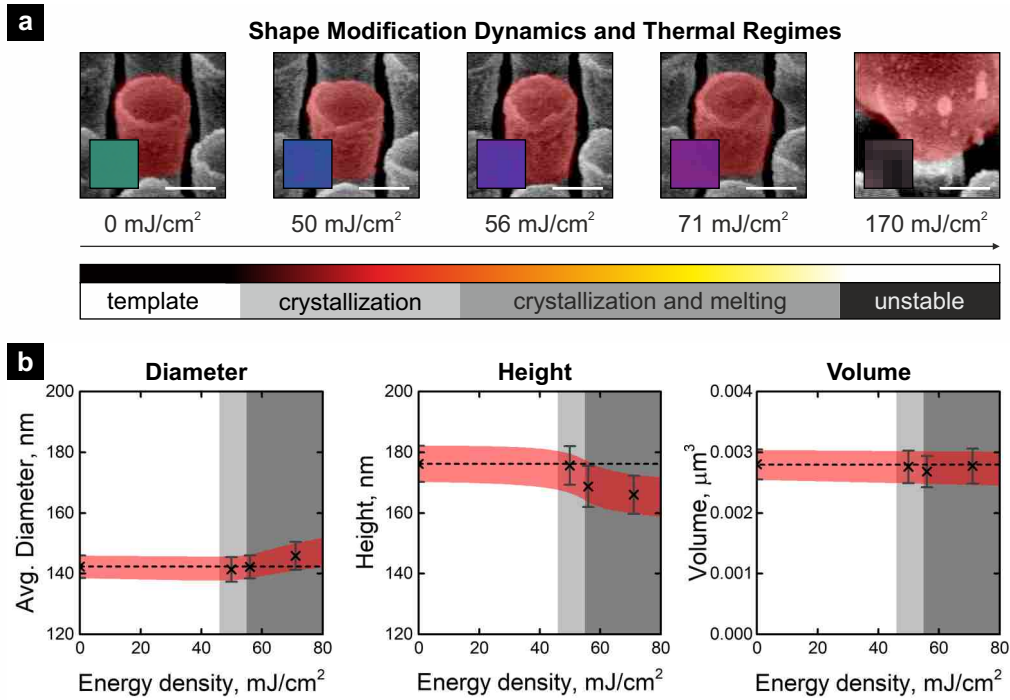 a
Shape Modification Dynamics and Thermal Regimes
0 mJ/cm² 50 mJ/cm² 56 mJ/cm² 71 mJ/cm² 170 mJ/cm²
template crystallization crystallization and melting unstable
b
Diameter Height Volume
200 200 0.004
180 180 0.003
160 160 0.002
140 140 0.001
120 120 0.000
0 20 40 60 80 0 20 40 60 80 0 20 40 60 80
Avg. Diameter, nm
Height, nm
Volume, μm³
Energy density, mJ/cm² Energy density, mJ/cm² Energy density, mJ/cm²